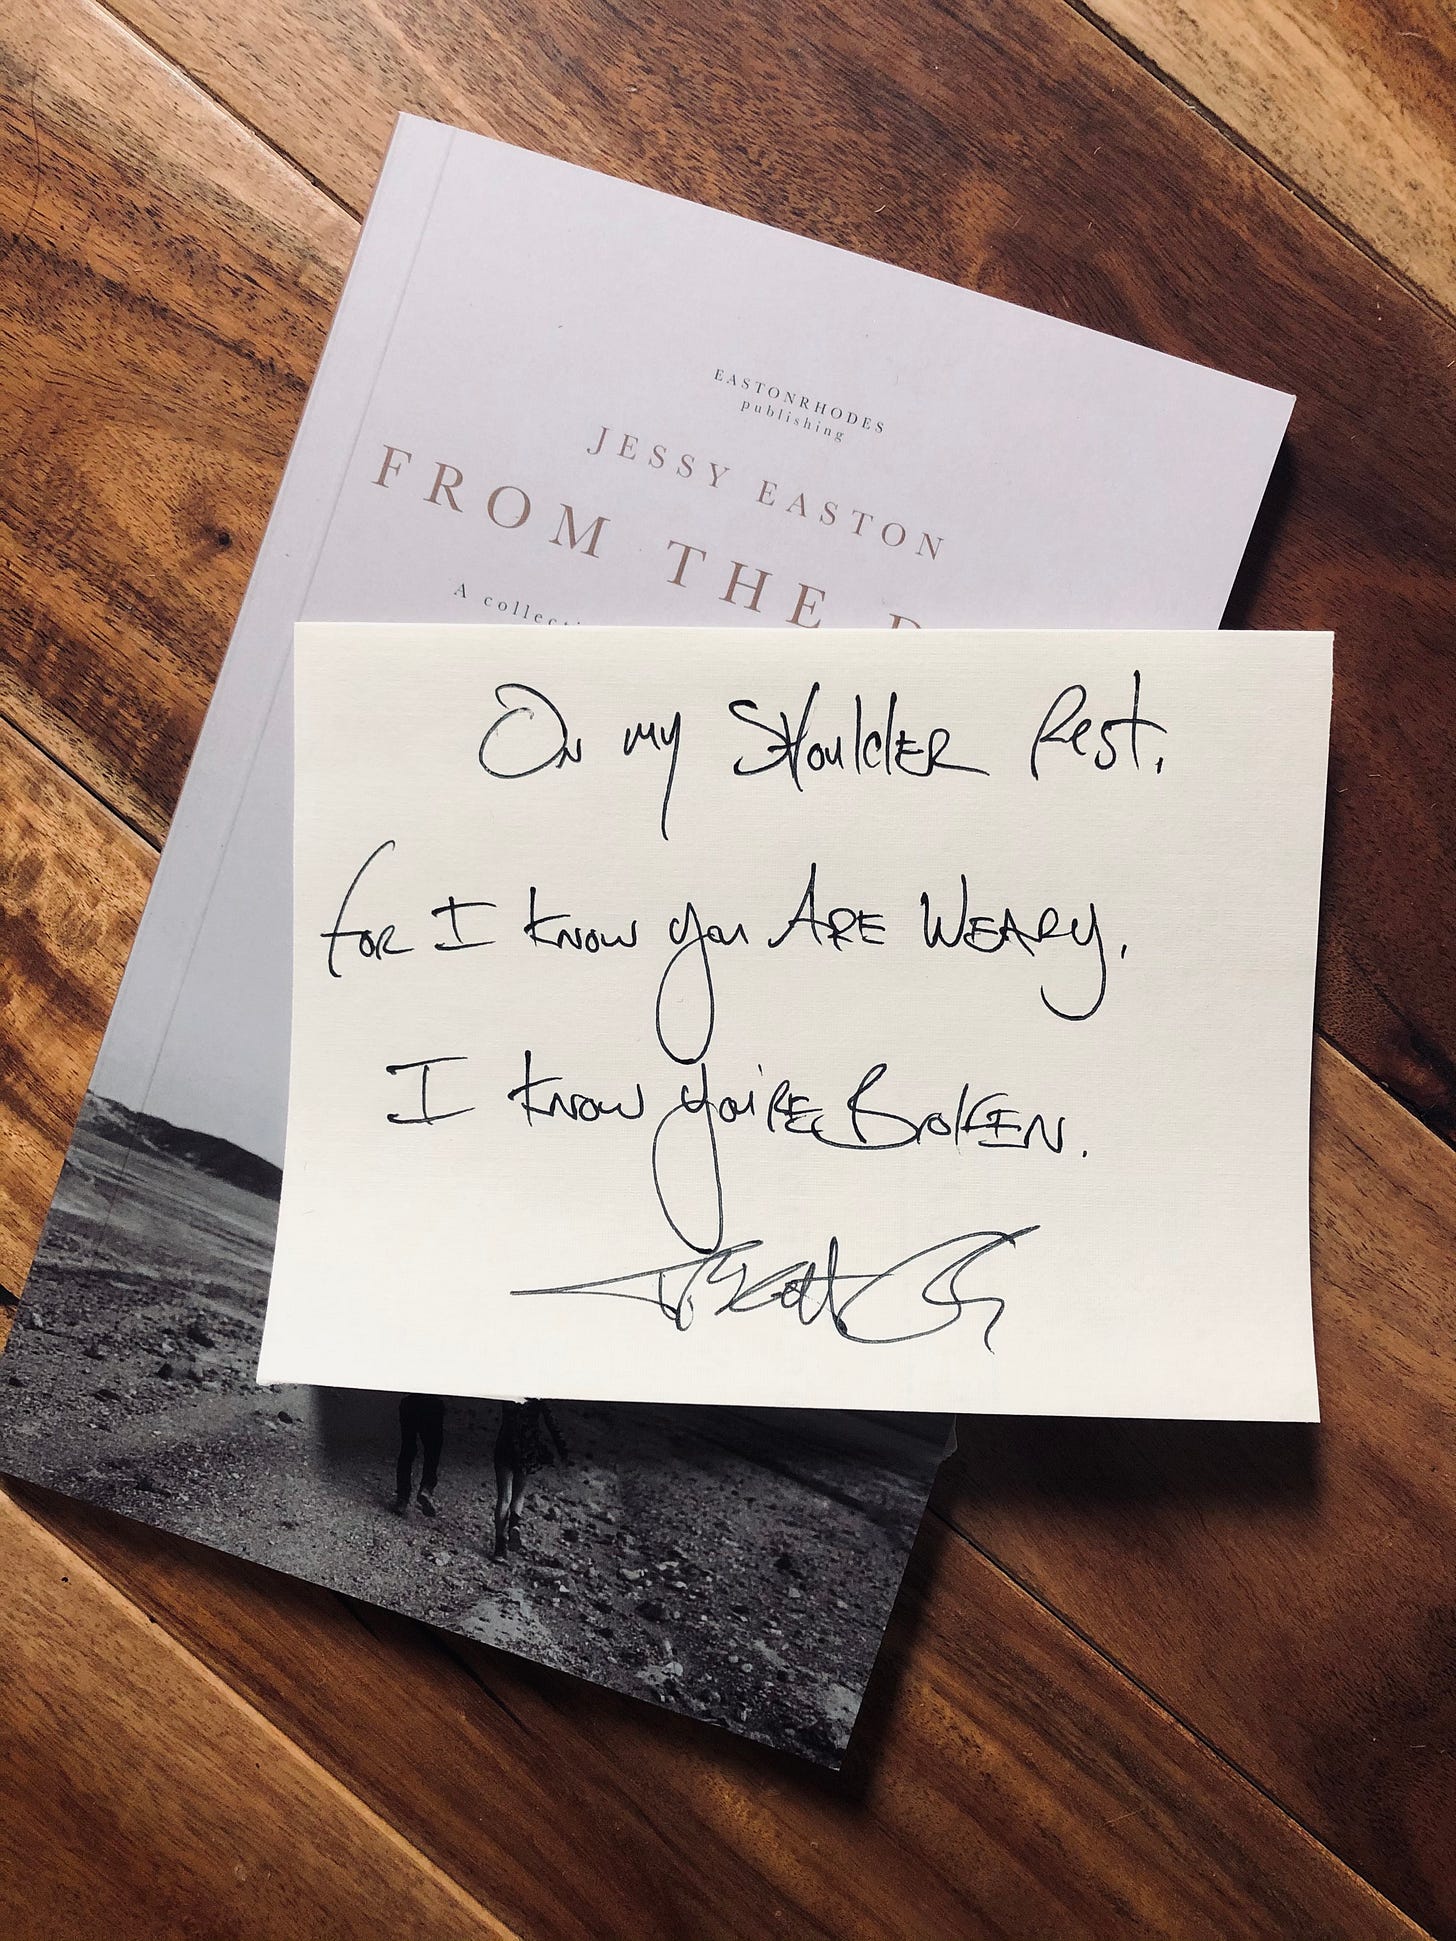 EASTONRHODES
publishing
JESSY EASTON
FROM THE
A
On my Shoulder Rest,
for I know you Are Weary,
I know you're Broken.